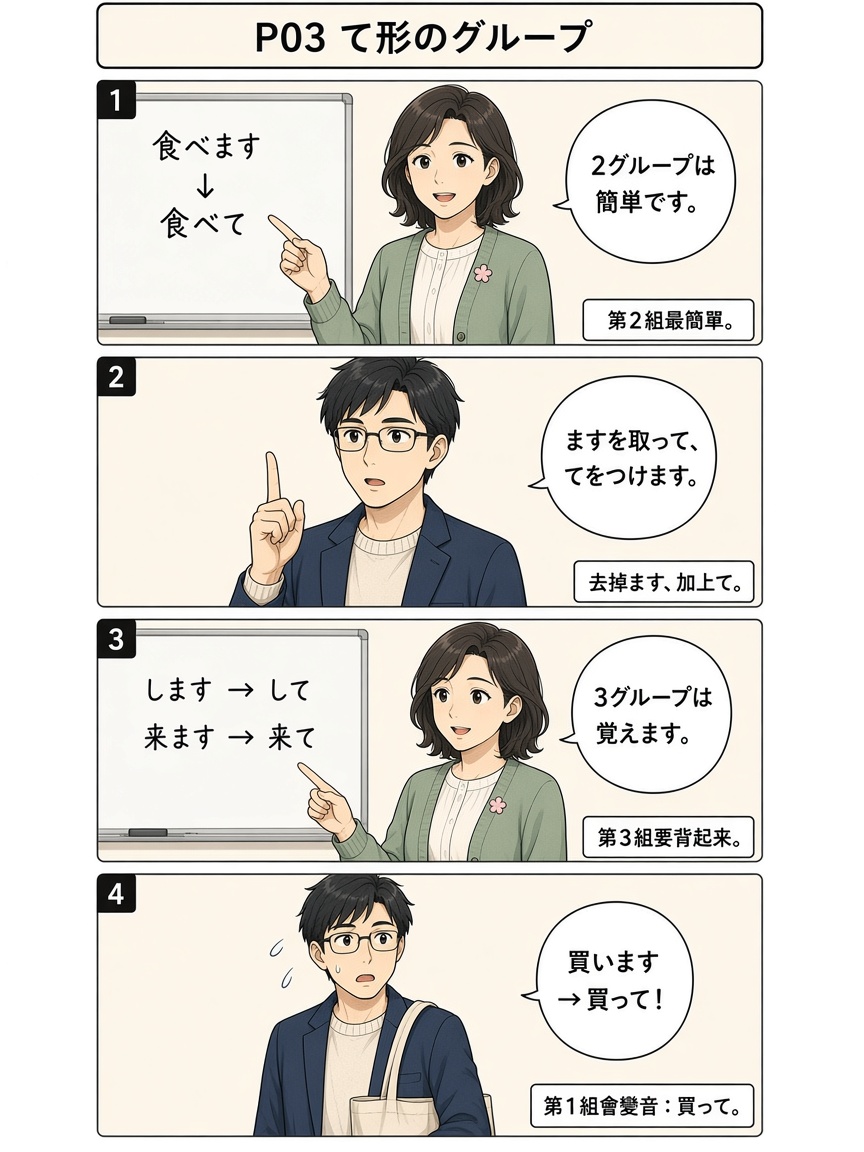 P03 て形のグループ
1
食べます
↓
食べて
2グループは
簡単です。
第2組最簡單。
2
ますを取って、
てをつけます。
去掉ます、加上て。
3
します → して
来ます → 来て
3グループは
覚えます。
第3組要背起来。
4
買います
→ 買って!
第1組會變音：買って。